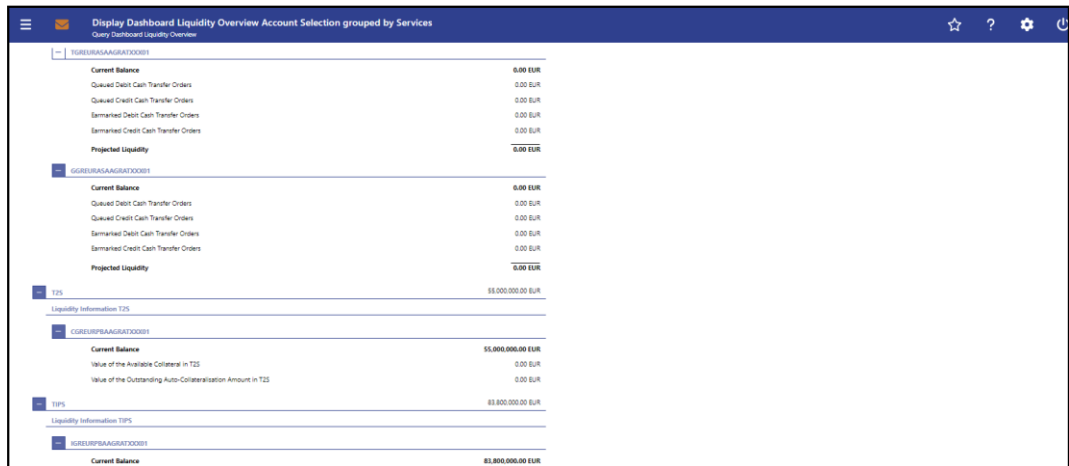 Display Dashboard Liquidity Overview Account Selection grouped by Services
Query Dashboard Liquidity Overview
TGREURASAAGRATXXXI01
Current Balance 0.00 EUR
Queued Debit Cash Transfer Orders 0.00 EUR
Queued Credit Cash Transfer Orders 0.00 EUR
Earmarked Debit Cash Transfer Orders 0.00 EUR
Earmarked Credit Cash Transfer Orders 0.00 EUR
Projected Liquidity 0.00 EUR
GGREURASAAGRATXXXI01
Current Balance 0.00 EUR
Queued Debit Cash Transfer Orders 0.00 EUR
Queued Credit Cash Transfer Orders 0.00 EUR
Earmarked Debit Cash Transfer Orders 0.00 EUR
Earmarked Credit Cash Transfer Orders 0.00 EUR
Projected Liquidity 0.00 EUR
T2S 55,000,000.00 EUR
Liquidity Information T2S
CGREURPBAAGRATXXXI01
Current Balance 55,000,000.00 EUR
Value of the Available Collateral in T2S 0.00 EUR
Value of the Outstanding Auto-Collateralisation Amount in T2S 0.00 EUR
TIPS 83,800,000.00 EUR
Liquidity Information TIPS
IGREURPBAAGRATXXXI01
Current Balance 83,800,000.00 EUR